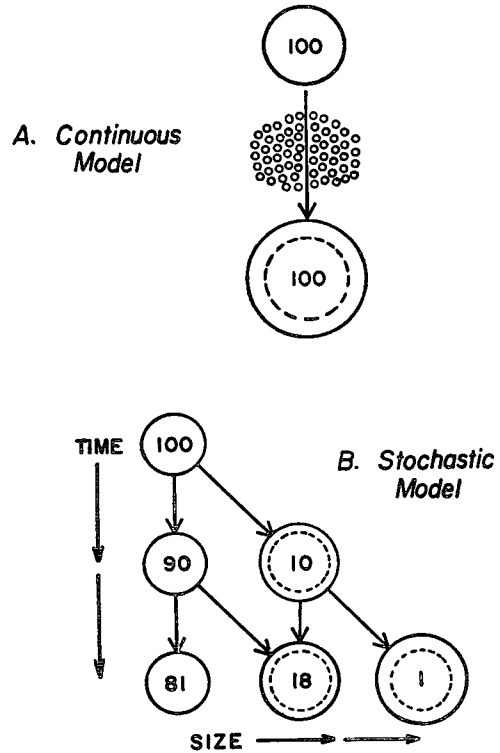 100
A. Continuous
Model
100
TIME
100
B. Stochastic
Model
90
10
81
18
1
SIZE